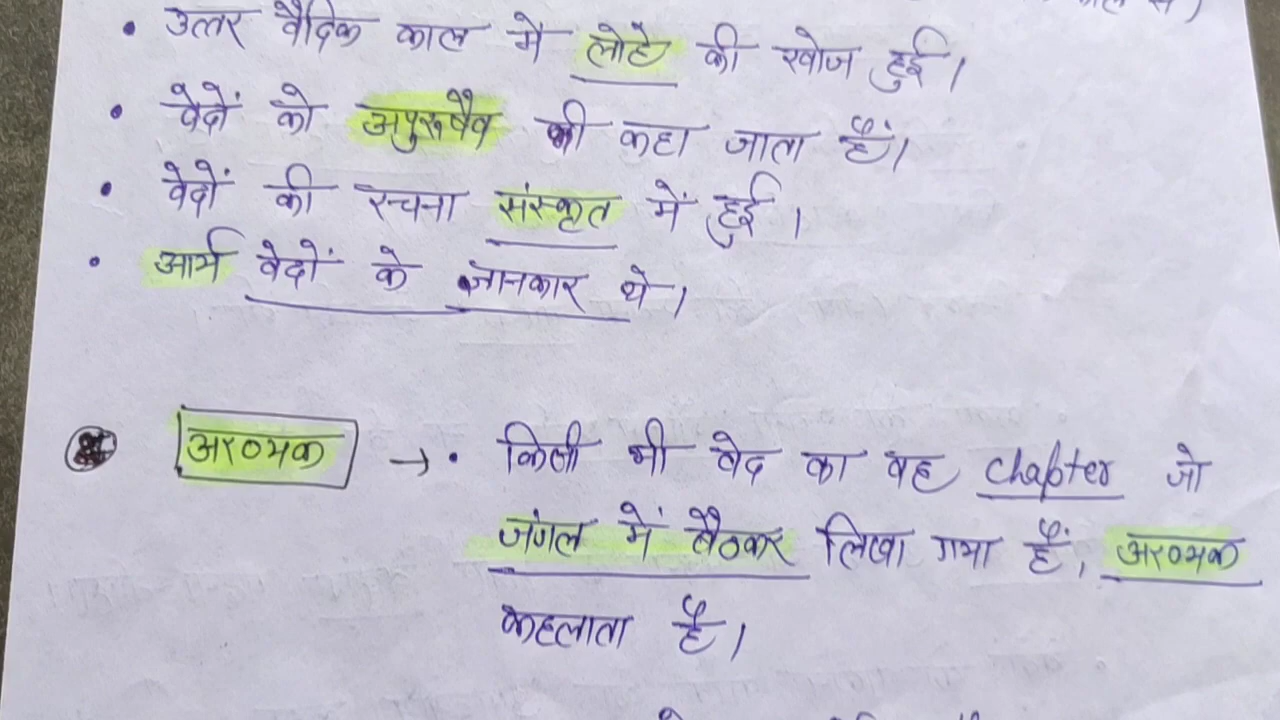 • उत्तर वैदिक काल में लोहे की खोज हुई।
• वेदों को अपुरूषैव भी कहा जाता हैं।
• वेदों की रचना संस्कृत में हुई।
• आर्य वेदों के जानकार थे।
अरण्यक → • किसी भी वेद का वह chapter जो
जंगल में बैठकर लिखा गया हैं, अरण्यक
कहलाता है।